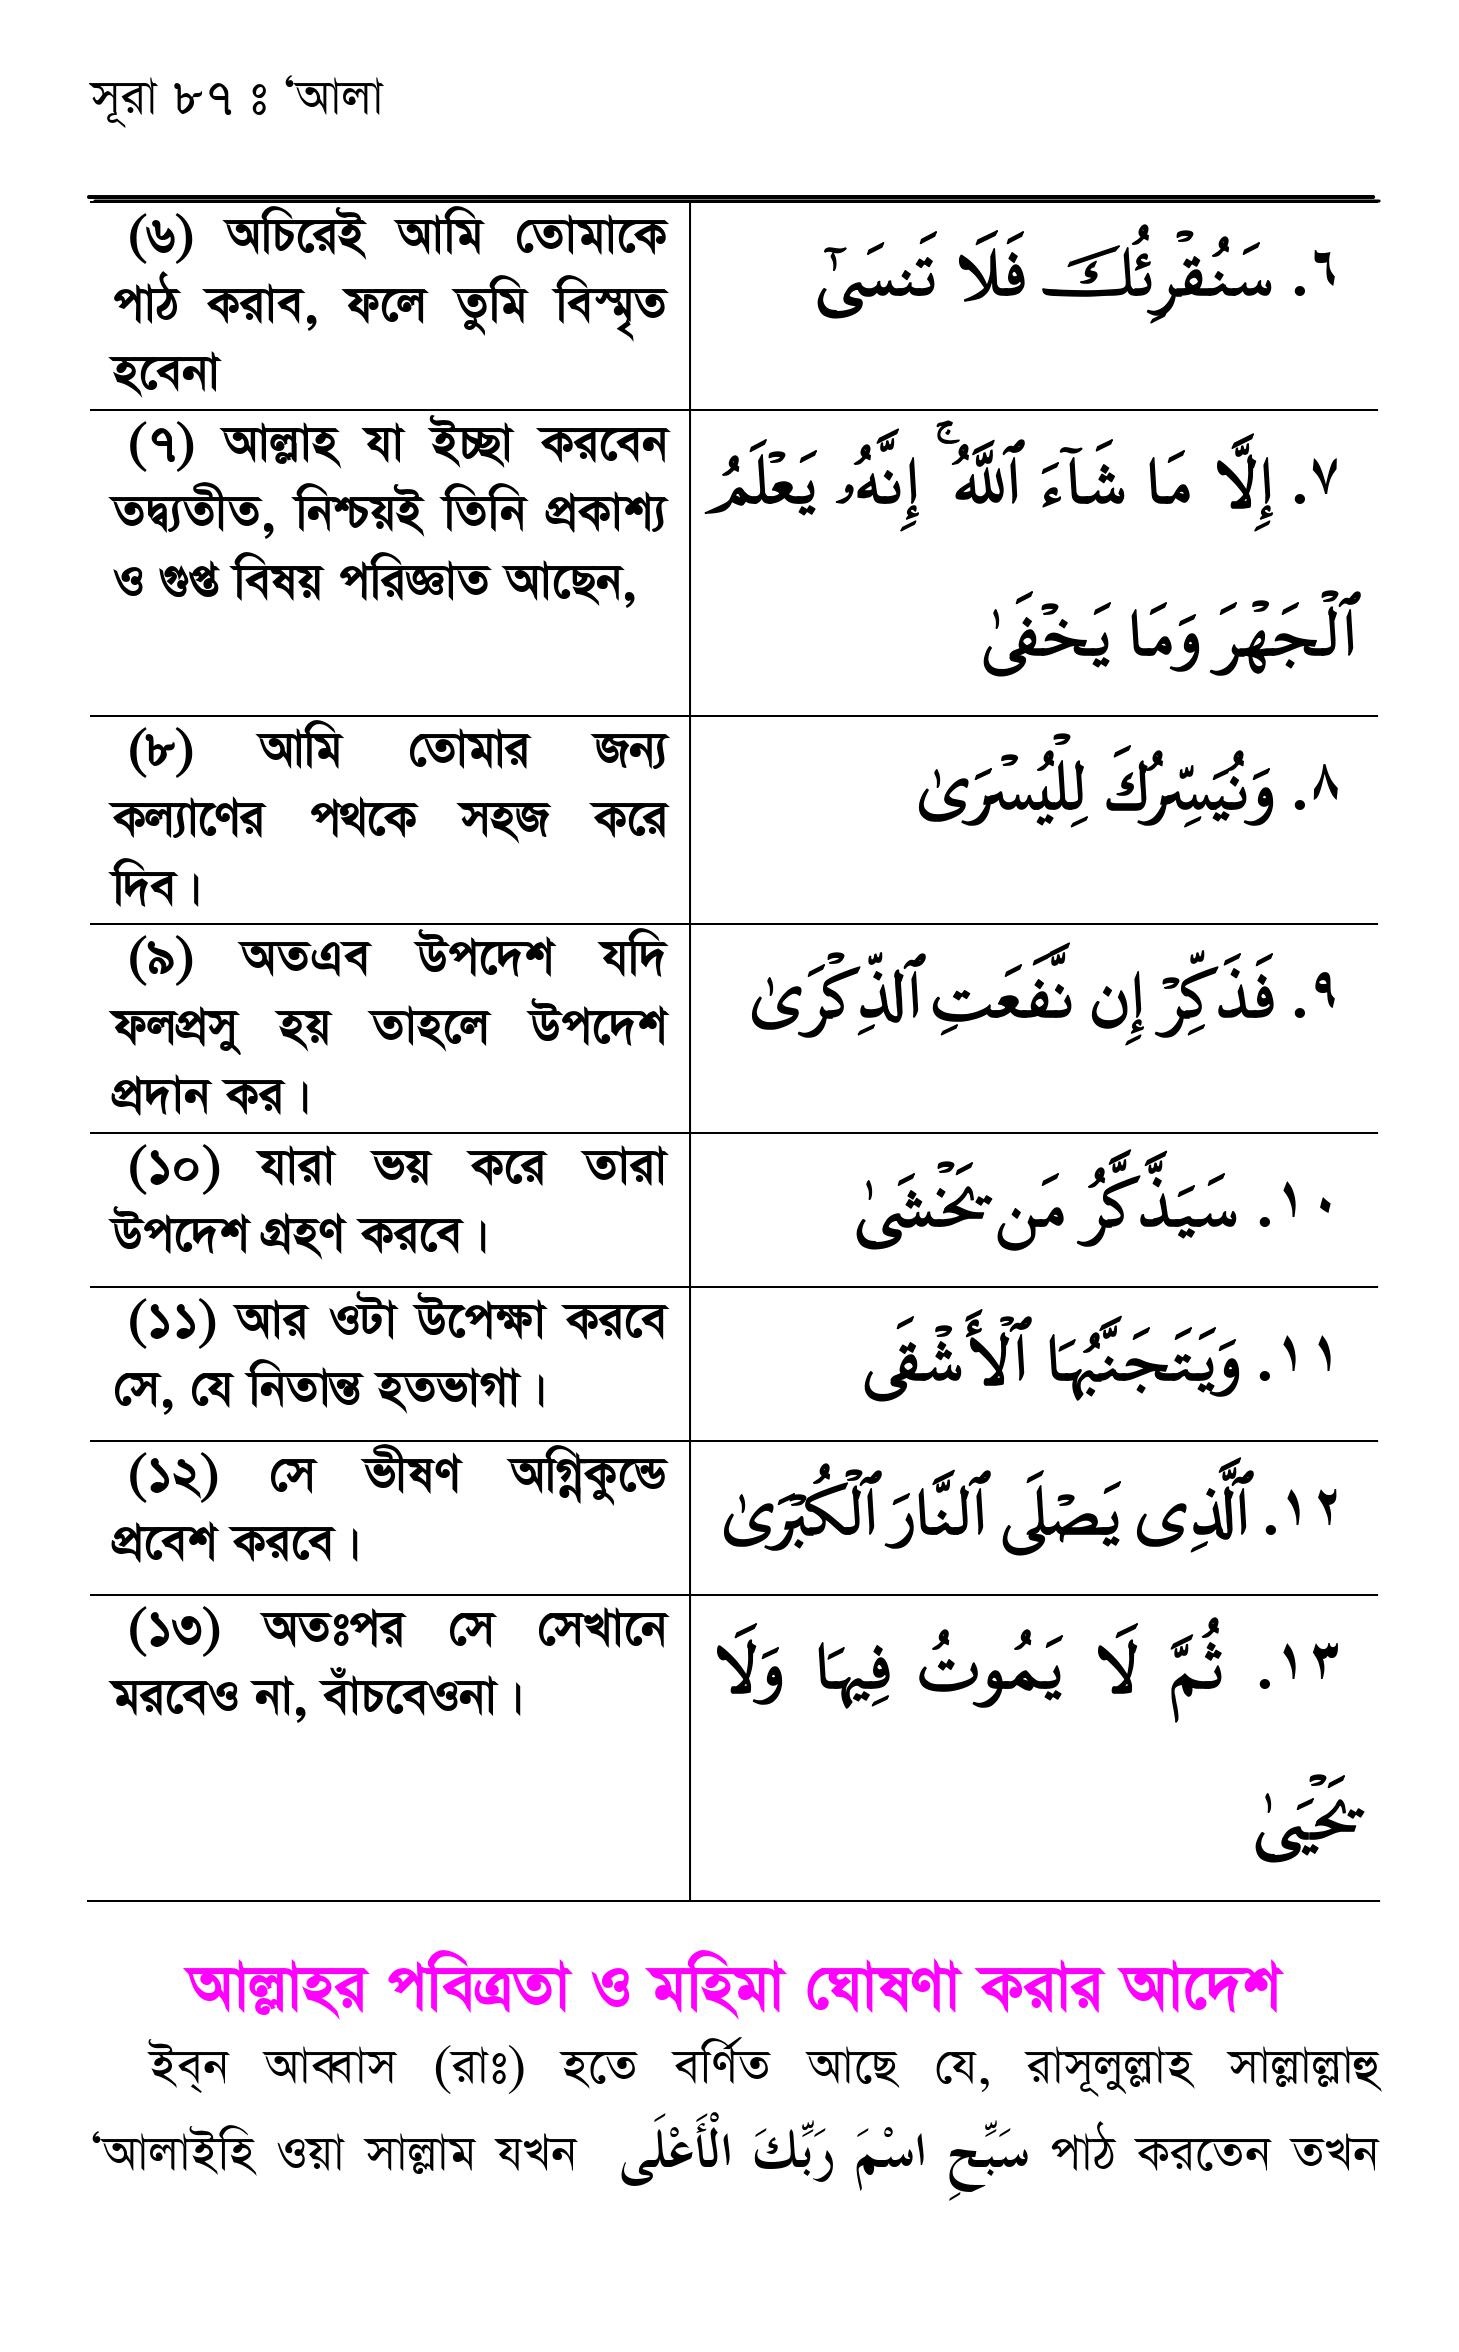 সূরা ৮৭ ঃ ‘আলা
(৬) অচিরেই আমি তোমাকে
পাঠ করাব, ফলে তুমি বিস্মৃত
হবেনা
٦. سَنُقۡرِئُكَ فَلَا تَنسَىٰٓ
(৭) আল্লাহ যা ইচ্ছা করবেন
তদ্ব্যতীত, নিশ্চয়ই তিনি প্রকাশ্য
ও গুপ্ত বিষয় পরিজ্ঞাত আছেন,
٧. إِلَّا مَا شَآءَ ٱللَّهُۚ إِنَّهُۥ يَعۡلَمُ
ٱلۡجَهۡرَ وَمَا يَخۡفَىٰ
(৮) আমি তোমার জন্য
কল্যাণের পথকে সহজ করে
দিব।
٨. وَنُيَسِّرُكَ لِلۡيُسۡرَىٰ
(৯) অতএব উপদেশ যদি
ফলপ্রসু হয় তাহলে উপদেশ
প্রদান কর।
٩. فَذَكِّرۡ إِن نَّفَعَتِ ٱلذِّكۡرَىٰ
(১০) যারা ভয় করে তারা
উপদেশ গ্রহণ করবে।
١٠. سَيَذَّكَّرُ مَن يَخۡشَىٰ
(১১) আর ওটা উপেক্ষা করবে
সে, যে নিতান্ত হতভাগা।
١١. وَيَتَجَنَّبُهَا ٱلۡأَشۡقَى
(১২) সে ভীষণ অগ্নিকুন্ডে
প্রবেশ করবে।
١٢. ٱلَّذِى يَصۡلَى ٱلنَّارَ ٱلۡكُبۡرَىٰ
(১৩) অতঃপর সে সেখানে
মরবেও না, বাঁচবেওনা।
١٣. ثُمَّ لَا يَمُوتُ فِيهَا وَلَا
يَحۡيَىٰ
আল্লাহর পবিত্রতা ও মহিমা ঘোষণা করার আদেশ
ইব্‌ন আব্বাস (রাঃ) হতে বর্ণিত আছে যে, রাসূলুল্লাহ সাল্লাল্লাহু
‘আলাইহি ওয়া সাল্লাম যখন سَبِّحِ اسْمَ رَبِّكَ الْأَعْلَى পাঠ করতেন তখন